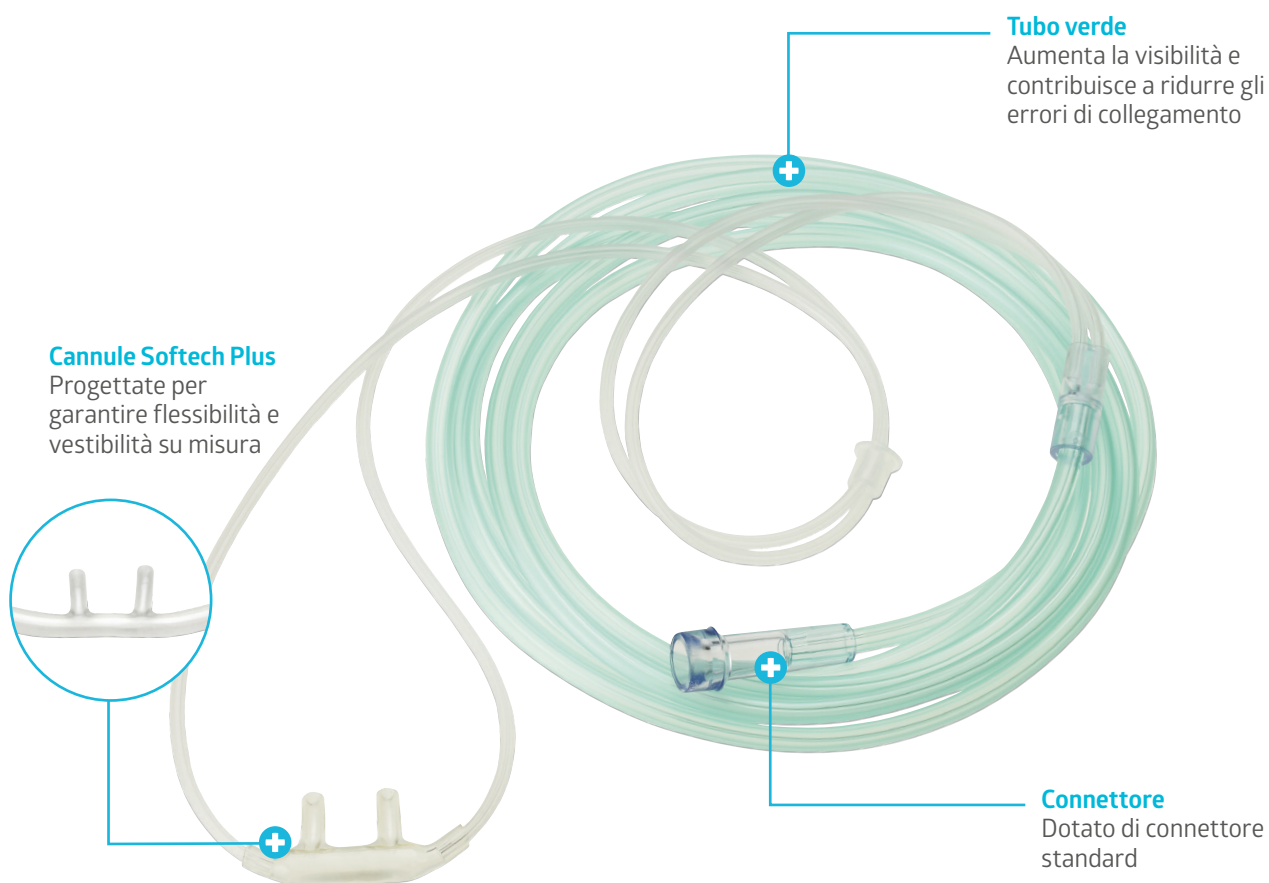 Tubo verde
Aumenta la visibilità e
contribuisce a ridurre gli
errori di collegamento
Cannule Softech Plus
Progettate per
garantire flessibilità e
vestibilità su misura
Connettore
Dotato di connettore
standard